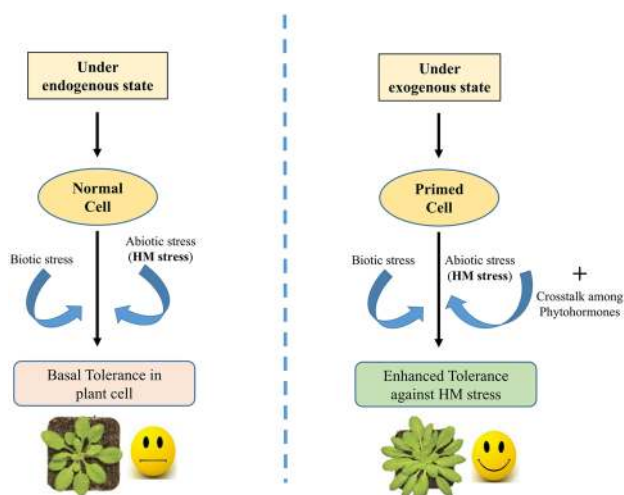 Under
endogenous state
Normal
Cell
Biotic stress
Abiotic stress
(HM stress)
Basal Tolerance in
plant cell
Under
exogenous state
Primed
Cell
Biotic stress
Abiotic stress
(HM stress)
+
Crosstalk among
Phytohormones
Enhanced Tolerance
against HM stress